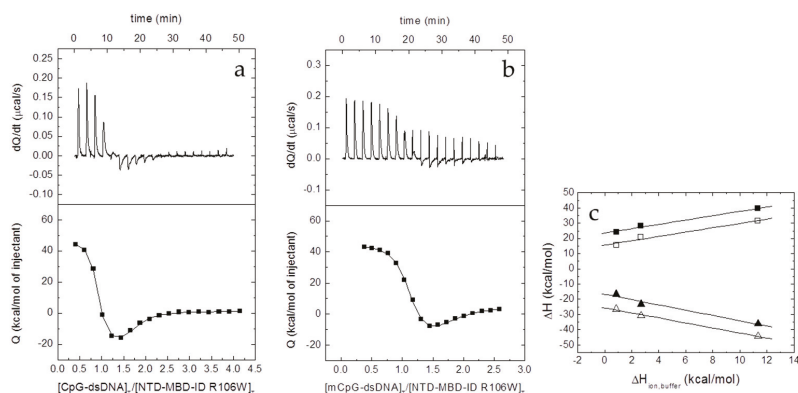 time (min)
0 10 20 30 40 50
a
0.25
0.20
0.15
0.10
0.05
0.00
-0.05
-0.10
dQ/dt (μcal/s)
60
40
20
0
-20
Q (kcal/mol of injectant)
0.0 0.5 1.0 1.5 2.0 2.5 3.0 3.5 4.0 4.5
[CpG-dsDNA]T/[NTD-MBD-ID R106W]T
time (min)
0 10 20 30 40 50
b
0.3
0.2
0.1
0.0
-0.1
dQ/dt (μcal/s)
60
40
20
0
-20
Q (kcal/mol of injectant)
0.0 0.5 1.0 1.5 2.0 2.5 3.0
[mCpG-dsDNA]T/[NTD-MBD-ID R106W]T
c
50
40
30
20
10
0
-10
-20
-30
-40
-50
ΔH (kcal/mol)
-2 0 2 4 6 8 10 12 14
ΔHion,buffer (kcal/mol)